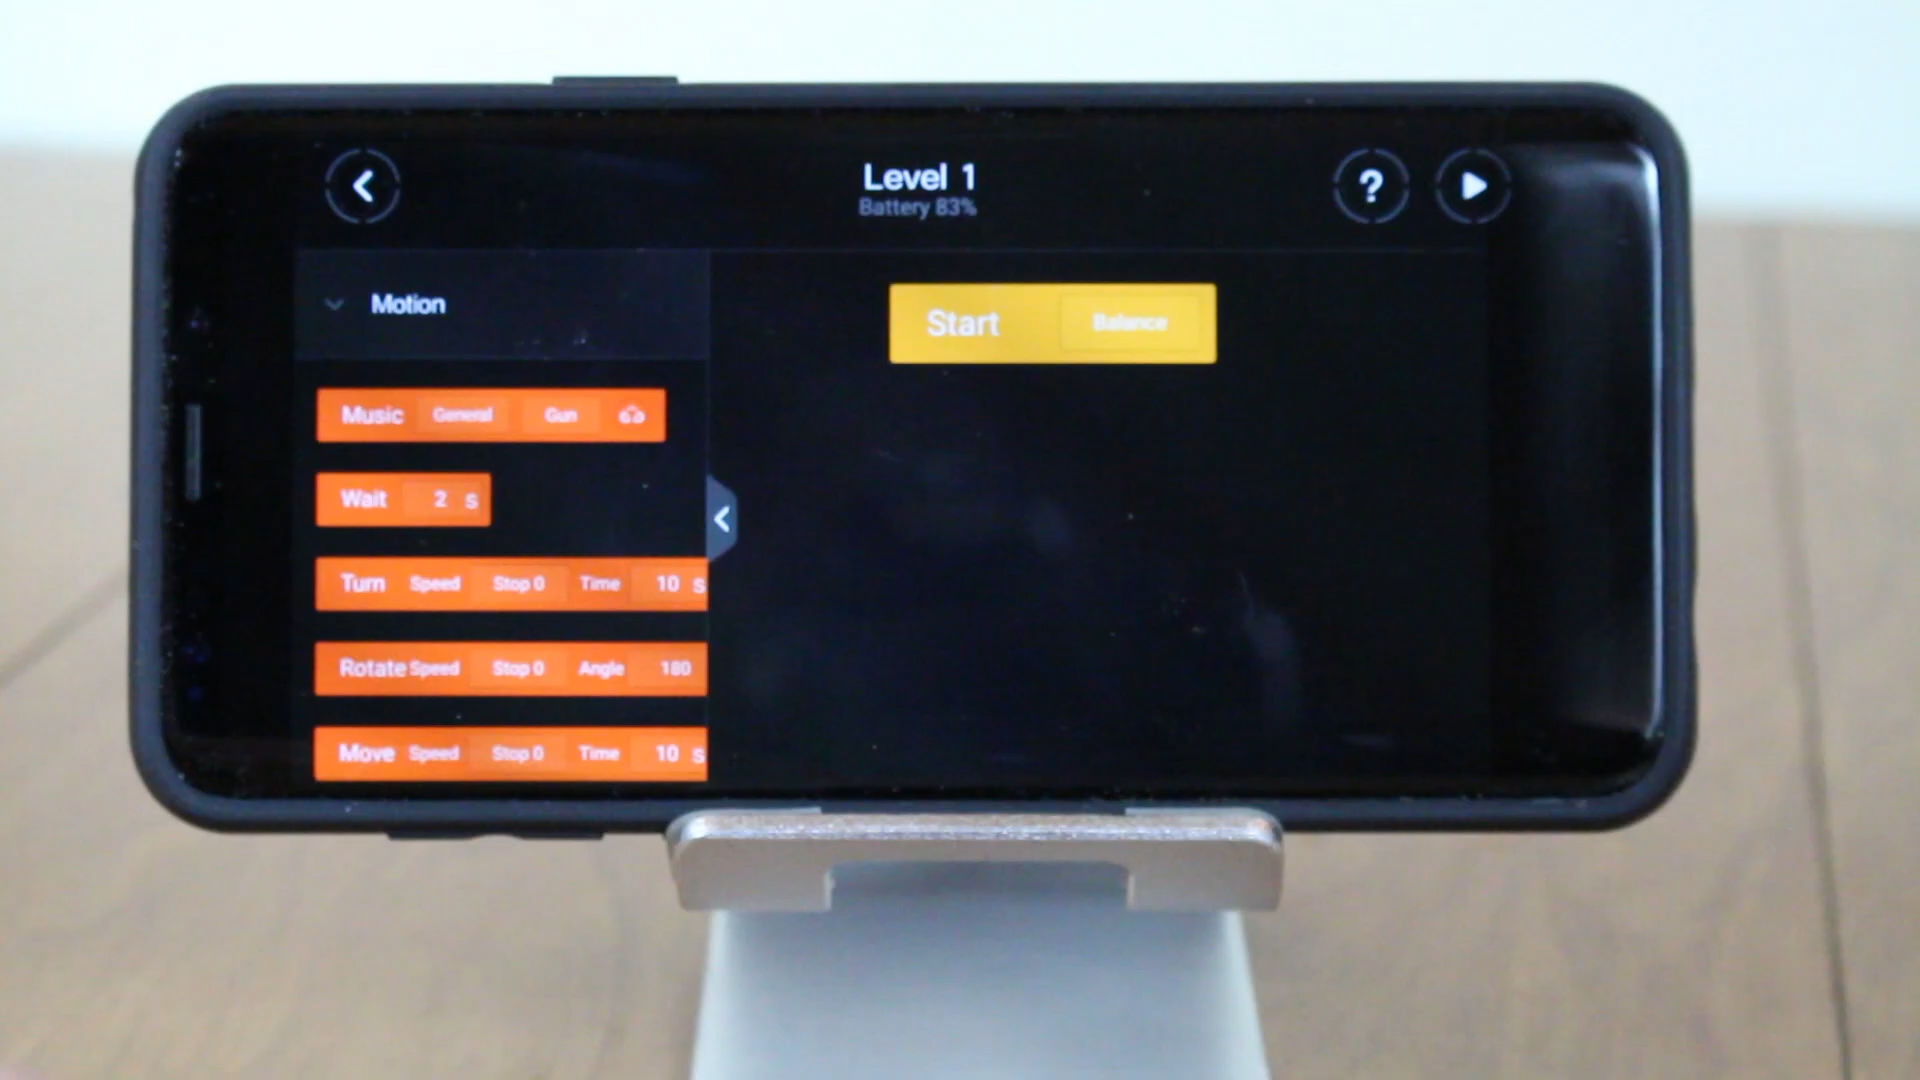 Level 1
Battery 83%
Motion
Start Balance
Music General Gun
Wait 2 S
Turn Speed Stop 0 Time 10 S
Rotate Speed Stop 0 Angle 180
Move Speed Stop 0 Time 10 S